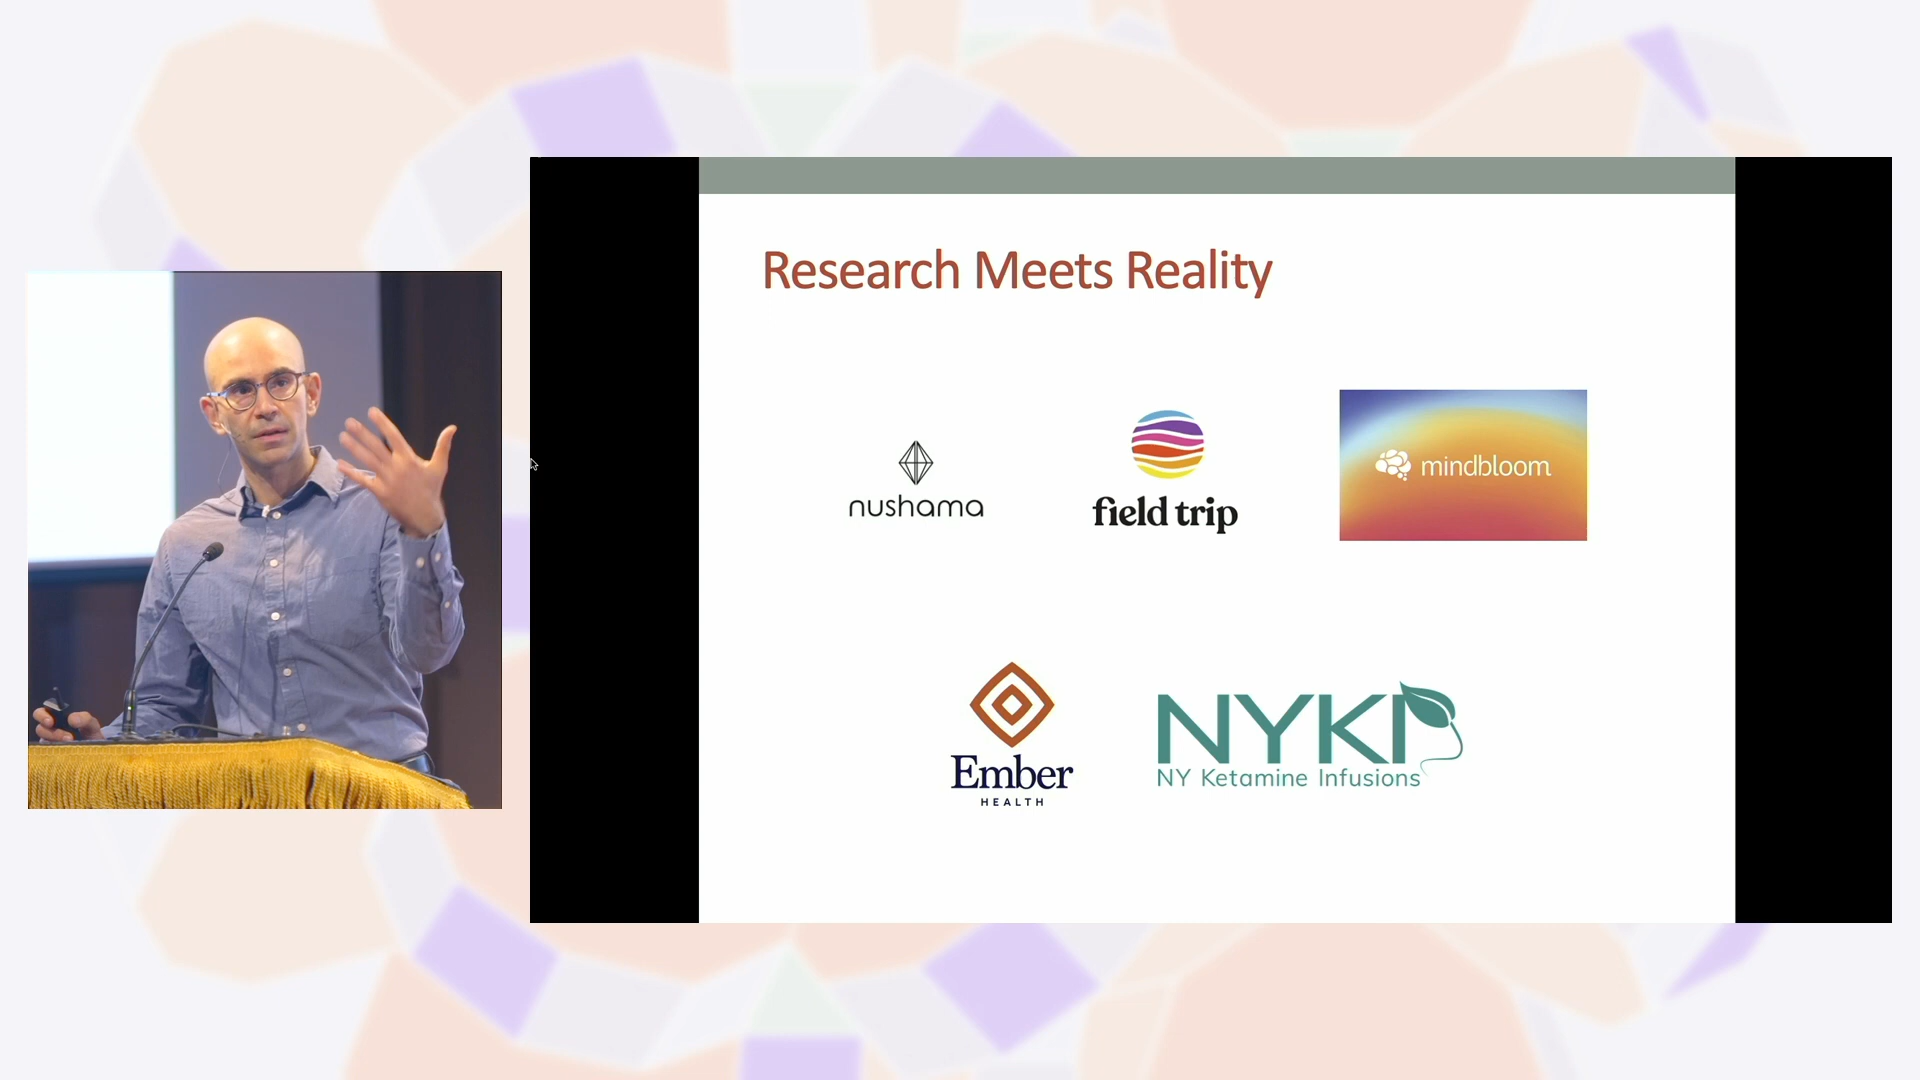 Research Meets Reality
nushama
field trip
mindbloom
Ember
HEALTH
NYKI
NY Ketamine Infusions